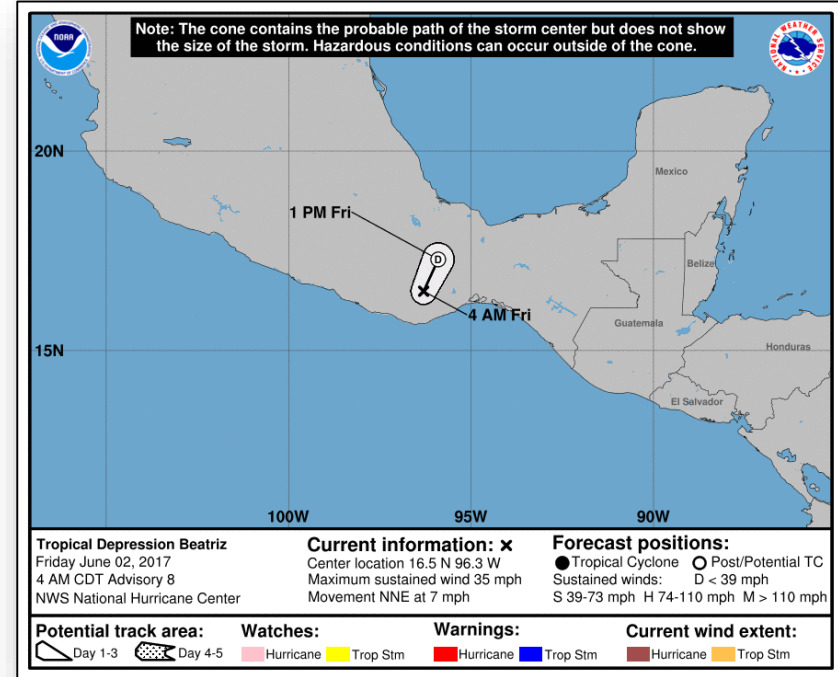 Note: The cone contains the probable path of the storm center but does not show
the size of the storm. Hazardous conditions can occur outside of the cone.
NOAA
NATIONAL WEATHER SERVICE
20N
Mexico
1 PM Fri
D
Belize
4 AM Fri
Guatemala
15N
Honduras
El Salvador
100W
95W
90W
Tropical Depression Beatriz
Friday June 02, 2017
4 AM CDT Advisory 8
NWS National Hurricane Center
Current information: x
Center location 16.5 N 96.3 W
Maximum sustained wind 35 mph
Movement NNE at 7 mph
Forecast positions:
Tropical Cyclone Post/Potential TC
Sustained winds: D < 39 mph
S 39-73 mph H 74-110 mph M > 110 mph
Potential track area:
Day 1-3 Day 4-5
Watches:
Hurricane Trop Stm
Warnings:
Hurricane Trop Stm
Current wind extent:
Hurricane Trop Stm